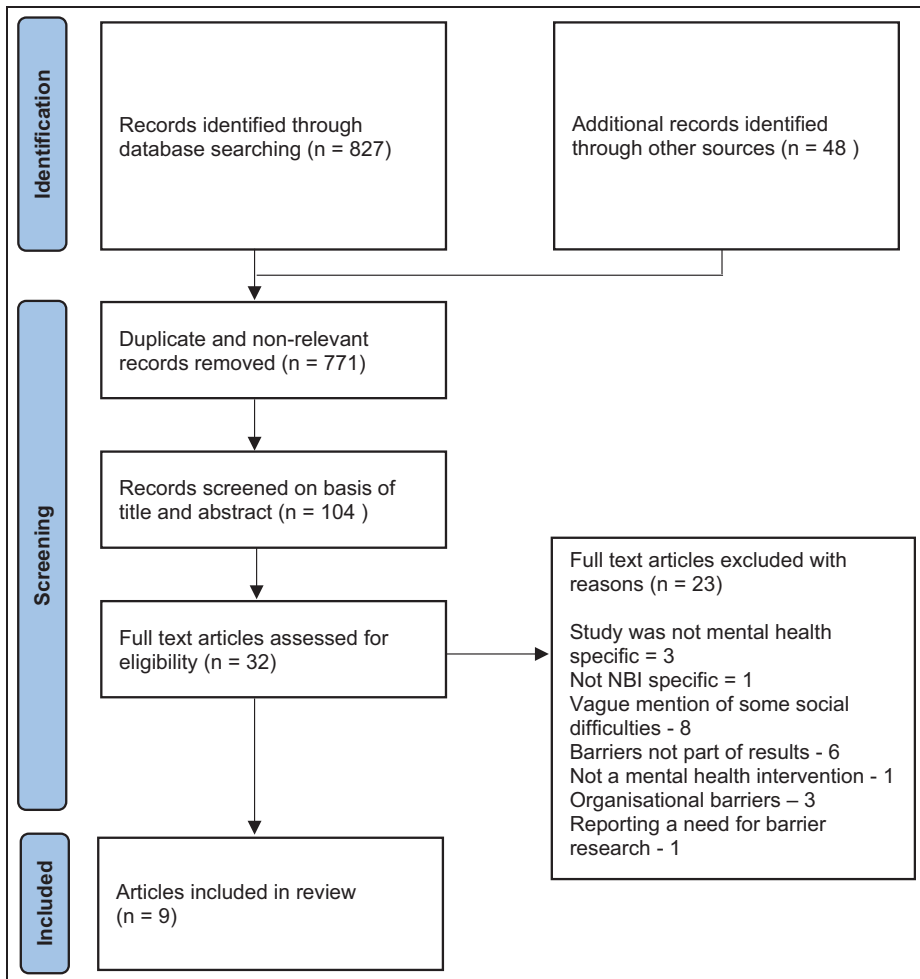 Identification
Records identified through
database searching (n = 827)
Additional records identified
through other sources (n = 48 )
Screening
Duplicate and non-relevant
records removed (n = 771)
Records screened on basis of
title and abstract (n = 104 )
Full text articles assessed for
eligibility (n = 32)
Full text articles excluded with
reasons (n = 23)
Study was not mental health
specific = 3
Not NBI specific = 1
Vague mention of some social
difficulties - 8
Barriers not part of results - 6
Not a mental health intervention - 1
Organisational barriers – 3
Reporting a need for barrier
research - 1
Included
Articles included in review
(n = 9)